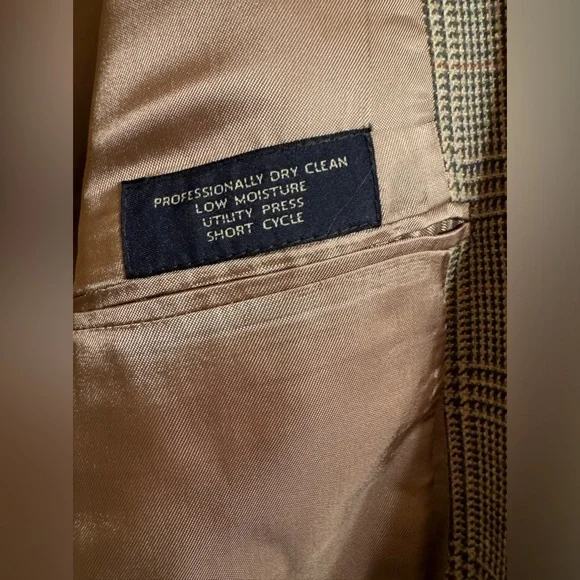 PROFESSIONALLY DRY CLEAN
LOW MOISTURE
UTILITY PRESS
SHORT CYCLE